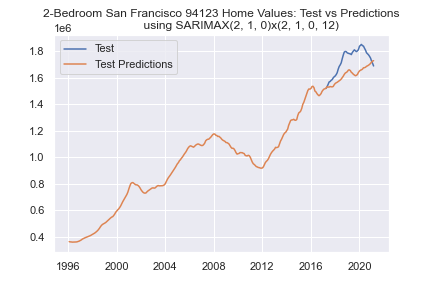 2-Bedroom San Francisco 94123 Home Values: Test vs Predictions
using SARIMAX(2, 1, 0)x(2, 1, 0, 12)
1e6
Test
Test Predictions
1.8
1.6
1.4
1.2
1.0
0.8
0.6
0.4
1996 2000 2004 2008 2012 2016 2020